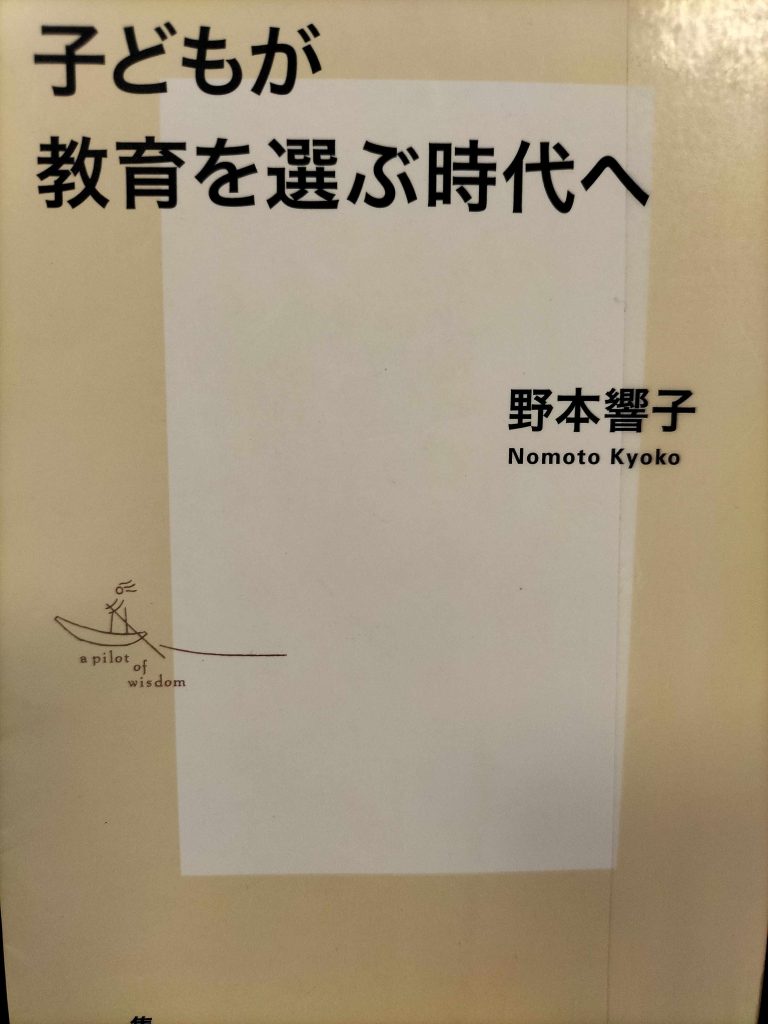 子どもが
教育を選ぶ時代へ
野本響子
Nomoto Kyoko
a pilot
of
wisdom
集